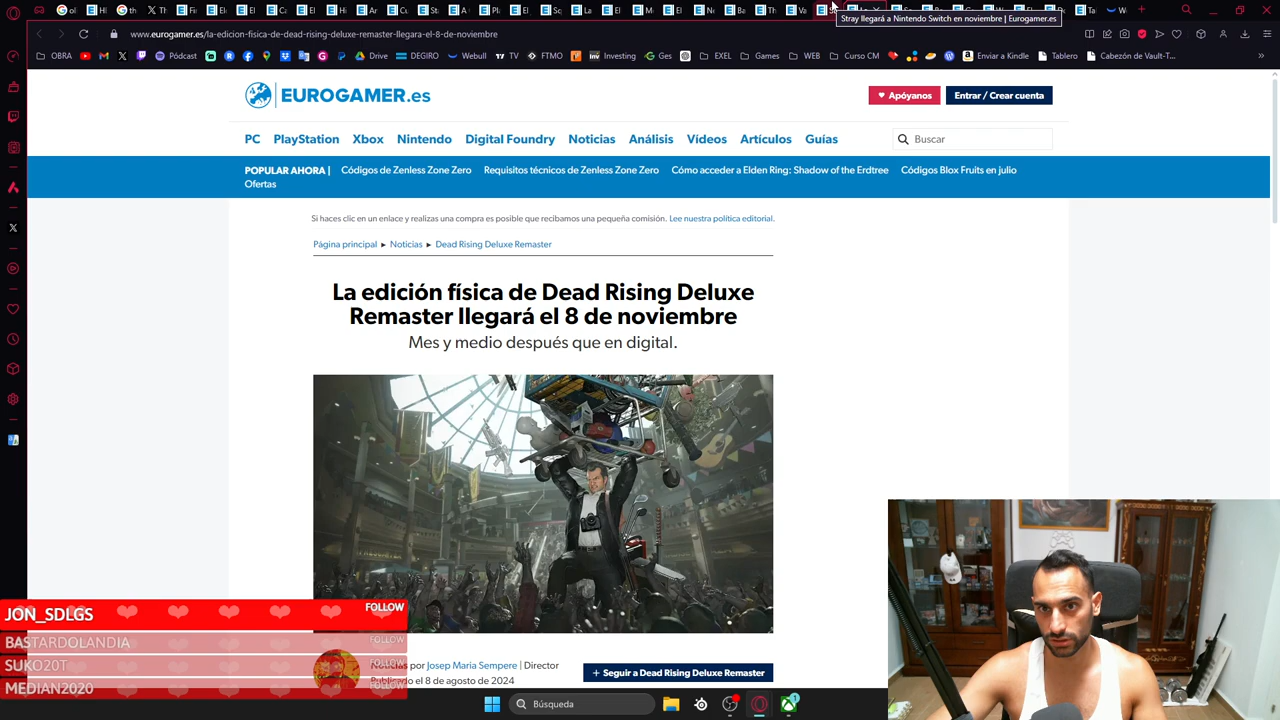 Stray llegará a Nintendo Switch en noviembre | Eurogamer.es
www.eurogamer.es/la-edición-fisica-de-dead-rising-deluxe-remaster-llegara-el-8-de-noviembre
OBRA
Pódcast
Drive
DEGIRO
Webull
TV
FTMO
Investing
Ges
EXEL
Games
WEB
Curso CM
Enviar a Kindle
Tablero
Cabezón de Vault-T...
EUROGAMER.es
Apóyanos
Entrar / Crear cuenta
PC PlayStation Xbox Nintendo Digital Foundry Noticias Análisis Vídeos Artículos Guías
Buscar
POPULAR AHORA | Códigos de Zenless Zone Zero Requisitos técnicos de Zenless Zone Zero Cómo acceder a Elden Ring: Shadow of the Erdtree Códigos Blox Fruits en julio
Ofertas
Si haces clic en un enlace y realizas una compra es posible que recibamos una pequeña comisión. Lee nuestra política editorial.
Página principal ▸ Noticias ▸ Dead Rising Deluxe Remaster
La edición física de Dead Rising Deluxe
Remaster llegará el 8 de noviembre
Mes y medio después que en digital.
JON_SDLGS FOLLOW
BASTARDOLANDIA FOLLOW
SUKO20T FOLLOW
MEDIAN2020 FOLLOW
por Josep Maria Sempere | Director
Publicado el 8 de agosto de 2024
+ Seguir a Dead Rising Deluxe Remaster
Búsqueda
1